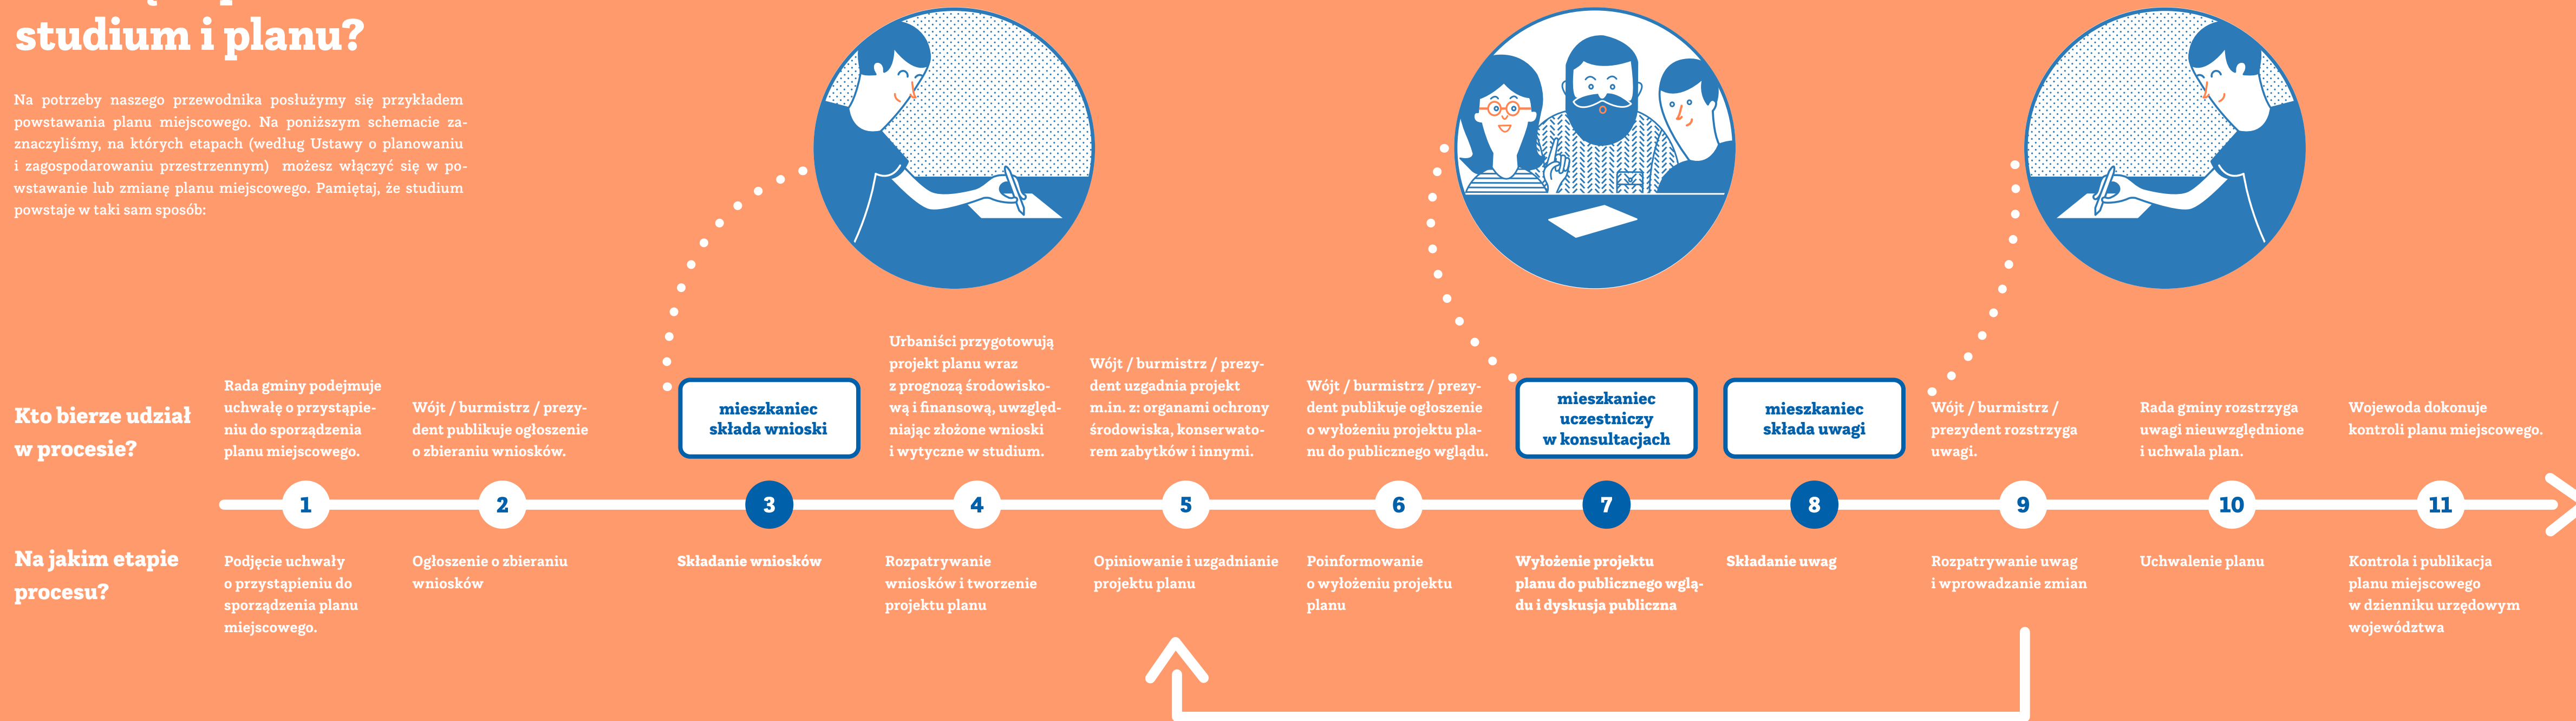 studium i planu?
Na potrzeby naszego przewodnika posłużymy się przykładem
powstawania planu miejscowego. Na poniższym schemacie za-
znaczyliśmy, na których etapach (według Ustawy o planowaniu
i zagospodarowaniu przestrzennym) możesz włączyć się w po-
wstawanie lub zmianę planu miejscowego. Pamiętaj, że studium
powstaje w taki sam sposób:
Kto bierze udział
w procesie?
Rada gminy podejmuje
uchwałę o przystąpie-
niu do sporządzenia
planu miejscowego.
Wójt / burmistrz / prezy-
dent publikuje ogłoszenie
o zbieraniu wniosków.
mieszkaniec
składa wnioski
Urbaniści przygotowują
projekt planu wraz
z prognozą środowisko-
wą i finansową, uwzględ-
niając złożone wnioski
i wytyczne w studium.
Wójt / burmistrz / prezy-
dent uzgadnia projekt
m.in. z: organami ochrony
środowiska, konserwato-
rem zabytków i innymi.
Wójt / burmistrz / prezy-
dent publikuje ogłoszenie
o wyłożeniu projektu pla-
nu do publicznego wglądu.
mieszkaniec
uczestniczy
w konsultacjach
mieszkaniec
składa uwagi
Wójt / burmistrz /
prezydent rozstrzyga
uwagi.
Rada gminy rozstrzyga
uwagi nieuwzględnione
i uchwala plan.
Wojewoda dokonuje
kontroli planu miejscowego.
1
2
3
4
5
6
7
8
9
10
11
Na jakim etapie
procesu?
Podjęcie uchwały
o przystąpieniu do
sporządzenia planu
miejscowego.
Ogłoszenie o zbieraniu
wniosków
Składanie wniosków
Rozpatrywanie
wniosków i tworzenie
projektu planu
Opiniowanie i uzgadnianie
projektu planu
Poinformowanie
o wyłożeniu projektu
planu
Wyłożenie projektu
planu do publicznego wglą-
du i dyskusja publiczna
Składanie uwag
Rozpatrywanie uwag
i wprowadzanie zmian
Uchwalenie planu
Kontrola i publikacja
planu miejscowego
w dzienniku urzędowym
województwa